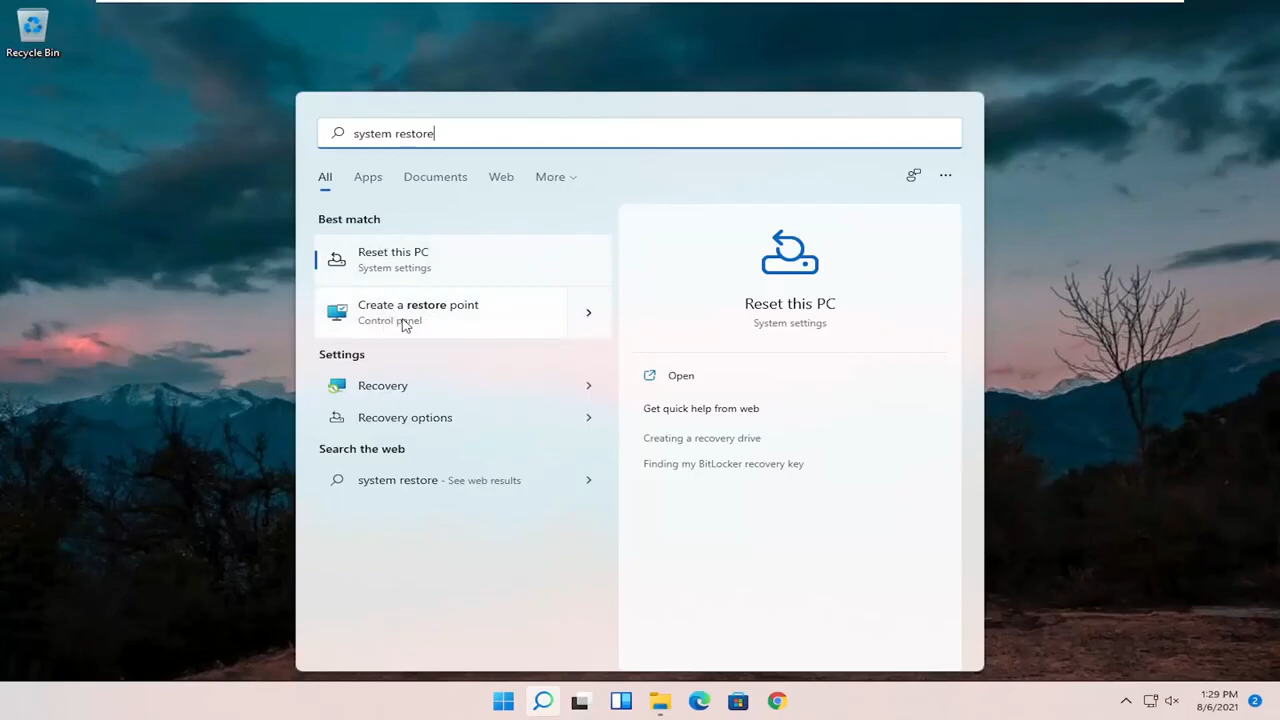 Recycle Bin
system restore
All Apps Documents Web More
Best match
Reset this PC
System settings
Create a restore point
Control panel
Settings
Recovery
Recovery options
Search the web
system restore - See web results
Reset this PC
System settings
Open
Get quick help from web
Creating a recovery drive
Finding my BitLocker recovery key
1:29 PM
8/6/2021
2